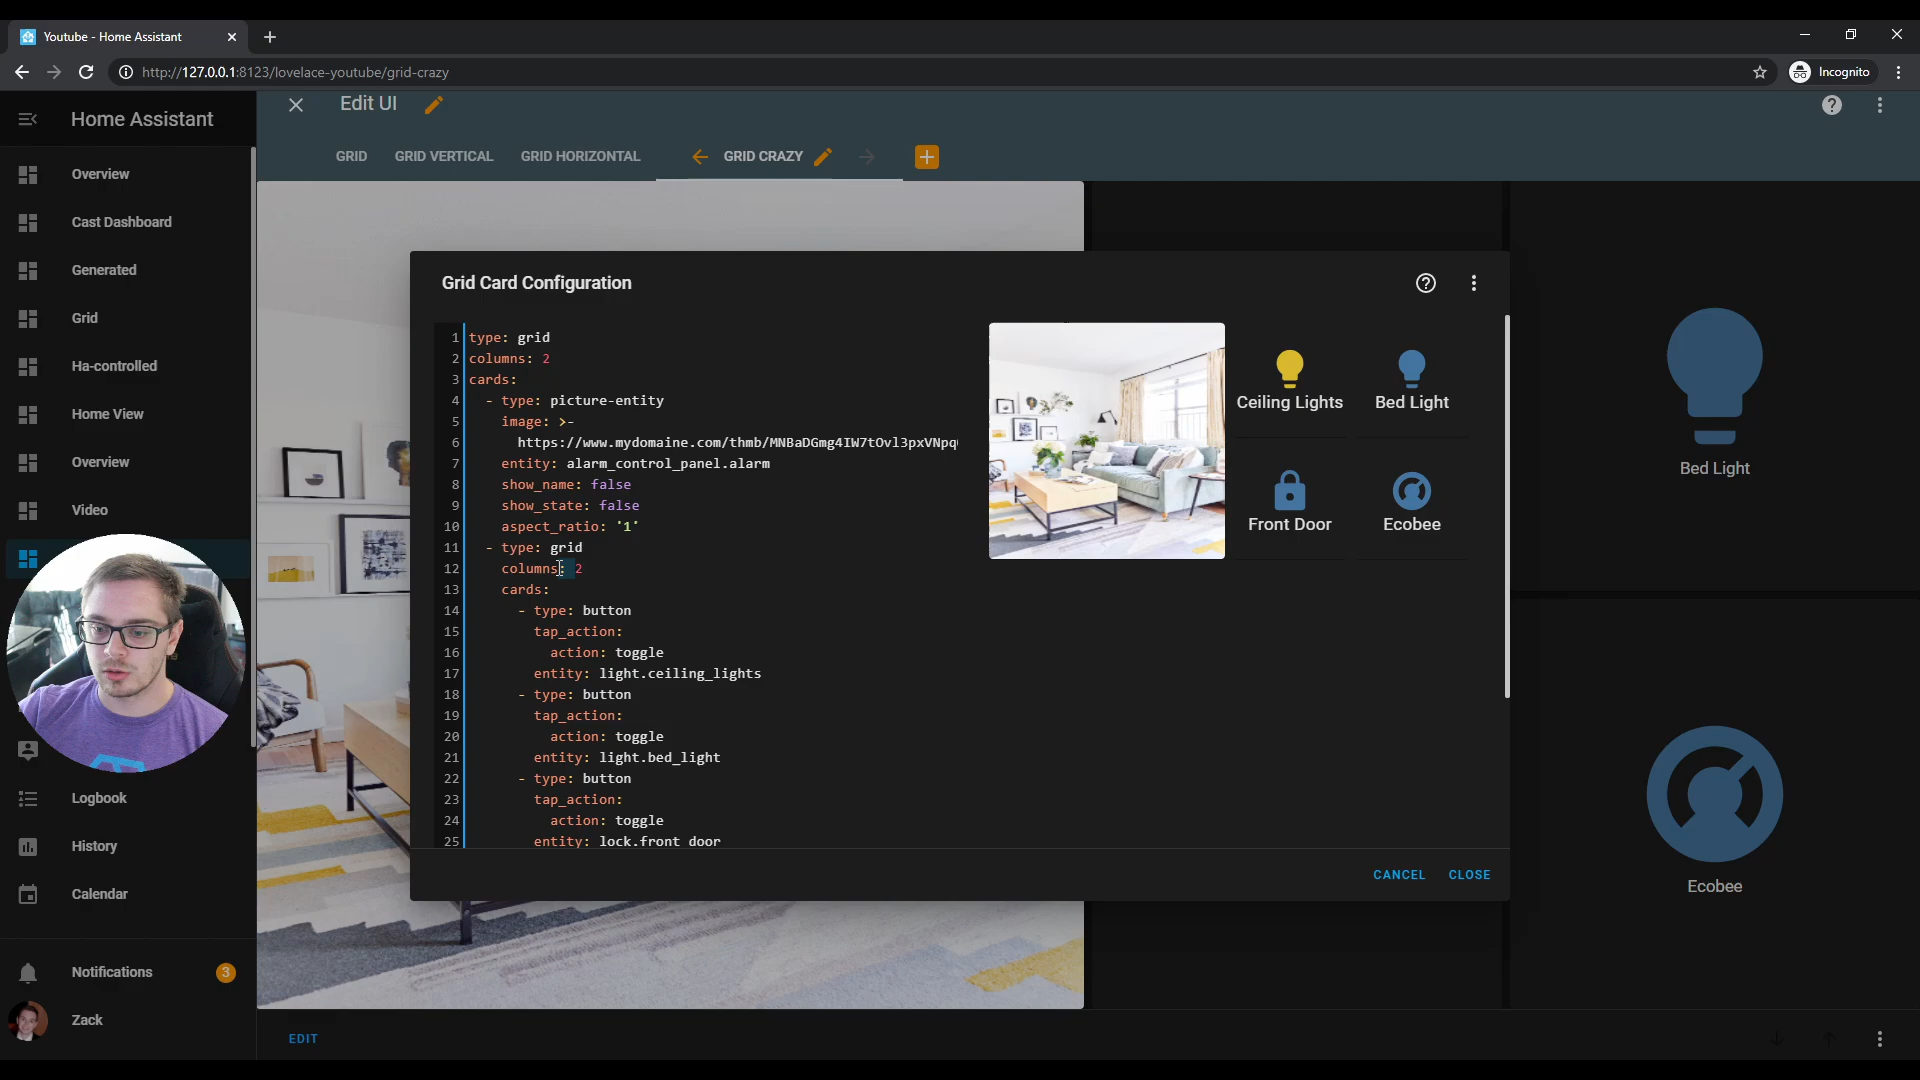 Youtube - Home Assistant
http://127.0.0.1:8123/lovelace-youtube/grid-crazy
Incognito
Home Assistant
Edit UI
GRID
GRID VERTICAL
GRID HORIZONTAL
GRID CRAZY
Overview
Cast Dashboard
Generated
Grid
Ha-controlled
Home View
Overview
Video
Logbook
History
Calendar
Notifications
3
Zack
Grid Card Configuration
1 type: grid
2 columns: 2
3 cards:
4 - type: picture-entity
5 image: >-
6 https://www.mydomaine.com/thmb/MNBaDGmg4IW7tOvl3pxVNpq
7 entity: alarm_control_panel.alarm
8 show_name: false
9 show_state: false
10 aspect_ratio: '1'
11 - type: grid
12 columns: 2
13 cards:
14 - type: button
15 tap_action:
16 action: toggle
17 entity: light.ceiling_lights
18 - type: button
19 tap_action:
20 action: toggle
21 entity: light.bed_light
22 - type: button
23 tap_action:
24 action: toggle
25 entity: lock.front_door
Ceiling Lights
Bed Light
Front Door
Ecobee
CANCEL
CLOSE
Bed Light
Ecobee
EDIT